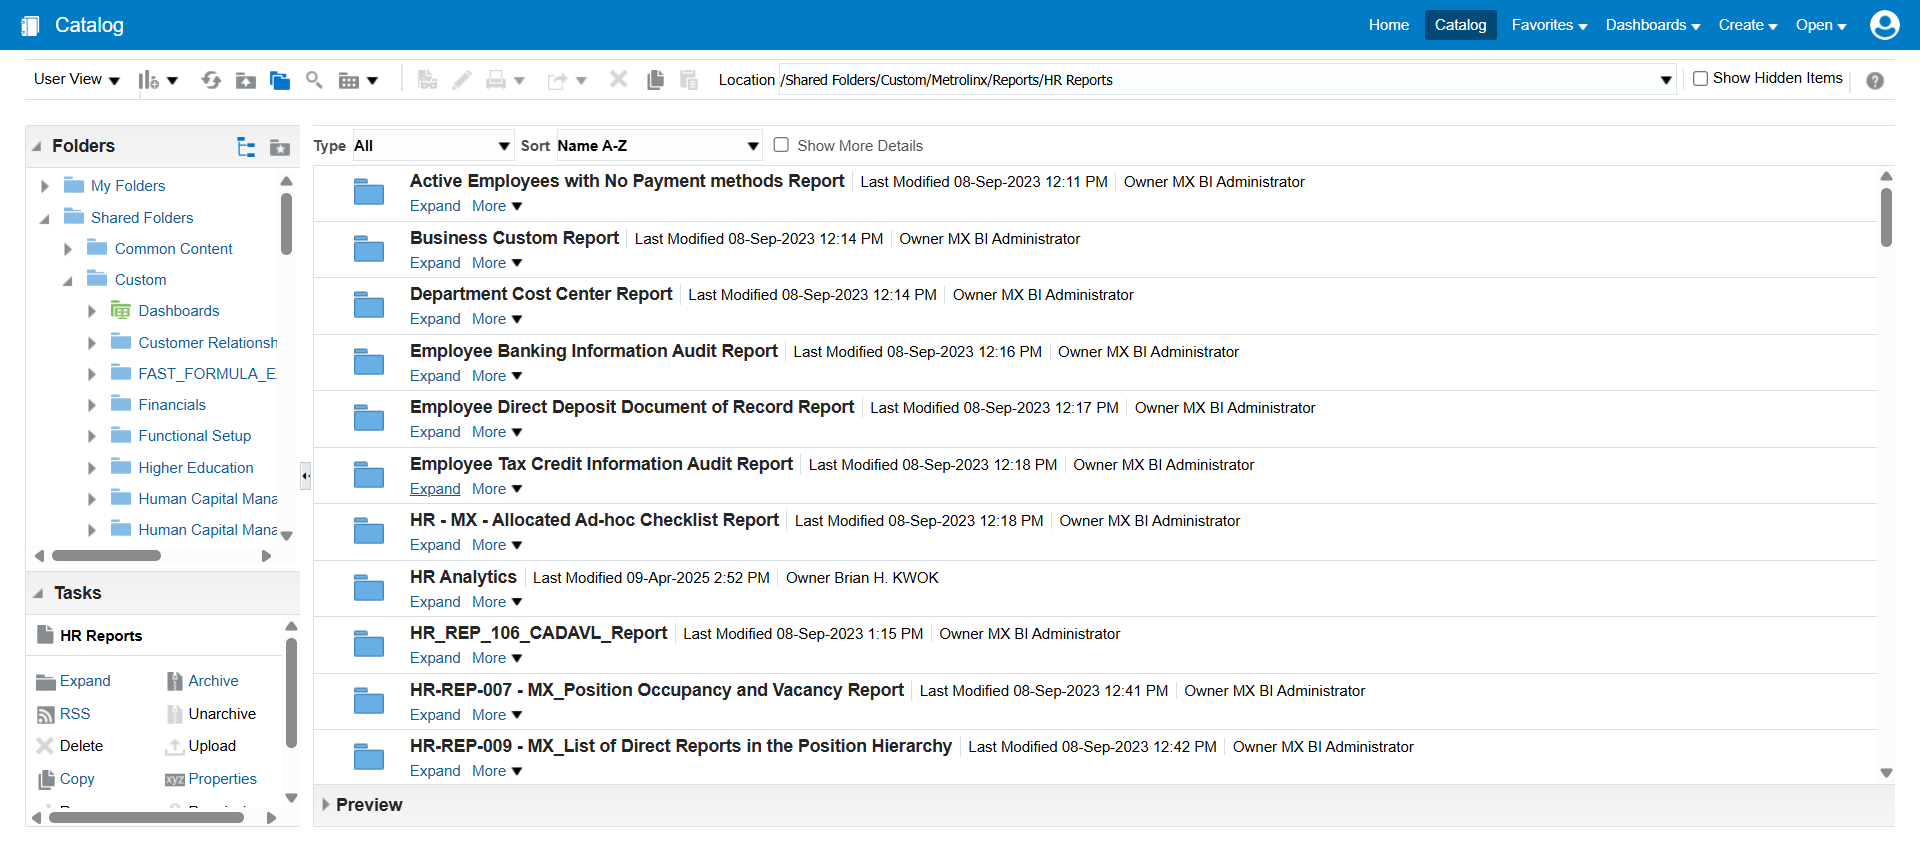 Catalog
Home Catalog Favorites Dashboards Create Open
User View
Location /Shared Folders/Custom/Metrolinx/Reports/HR Reports Show Hidden Items
Folders
My Folders
Shared Folders
Common Content
Custom
Dashboards
Customer Relationsh
FAST_FORMULA_E
Financials
Functional Setup
Higher Education
Human Capital Mana
Human Capital Mana
Tasks
HR Reports
Expand Archive
RSS Unarchive
Delete Upload
Copy xyz Properties
Type All Sort Name A-Z Show More Details
Active Employees with No Payment methods Report Last Modified 08-Sep-2023 12:11 PM Owner MX BI Administrator
Expand More
Business Custom Report Last Modified 08-Sep-2023 12:14 PM Owner MX BI Administrator
Expand More
Department Cost Center Report Last Modified 08-Sep-2023 12:14 PM Owner MX BI Administrator
Expand More
Employee Banking Information Audit Report Last Modified 08-Sep-2023 12:16 PM Owner MX BI Administrator
Expand More
Employee Direct Deposit Document of Record Report Last Modified 08-Sep-2023 12:17 PM Owner MX BI Administrator
Expand More
Employee Tax Credit Information Audit Report Last Modified 08-Sep-2023 12:18 PM Owner MX BI Administrator
Expand More
HR - MX - Allocated Ad-hoc Checklist Report Last Modified 08-Sep-2023 12:18 PM Owner MX BI Administrator
Expand More
HR Analytics Last Modified 09-Apr-2025 2:52 PM Owner Brian H. KWOK
Expand More
HR_REP_106_CADAVL_Report Last Modified 08-Sep-2023 1:15 PM Owner MX BI Administrator
Expand More
HR-REP-007 - MX_Position Occupancy and Vacancy Report Last Modified 08-Sep-2023 12:41 PM Owner MX BI Administrator
Expand More
HR-REP-009 - MX_List of Direct Reports in the Position Hierarchy Last Modified 08-Sep-2023 12:42 PM Owner MX BI Administrator
Expand More
Preview